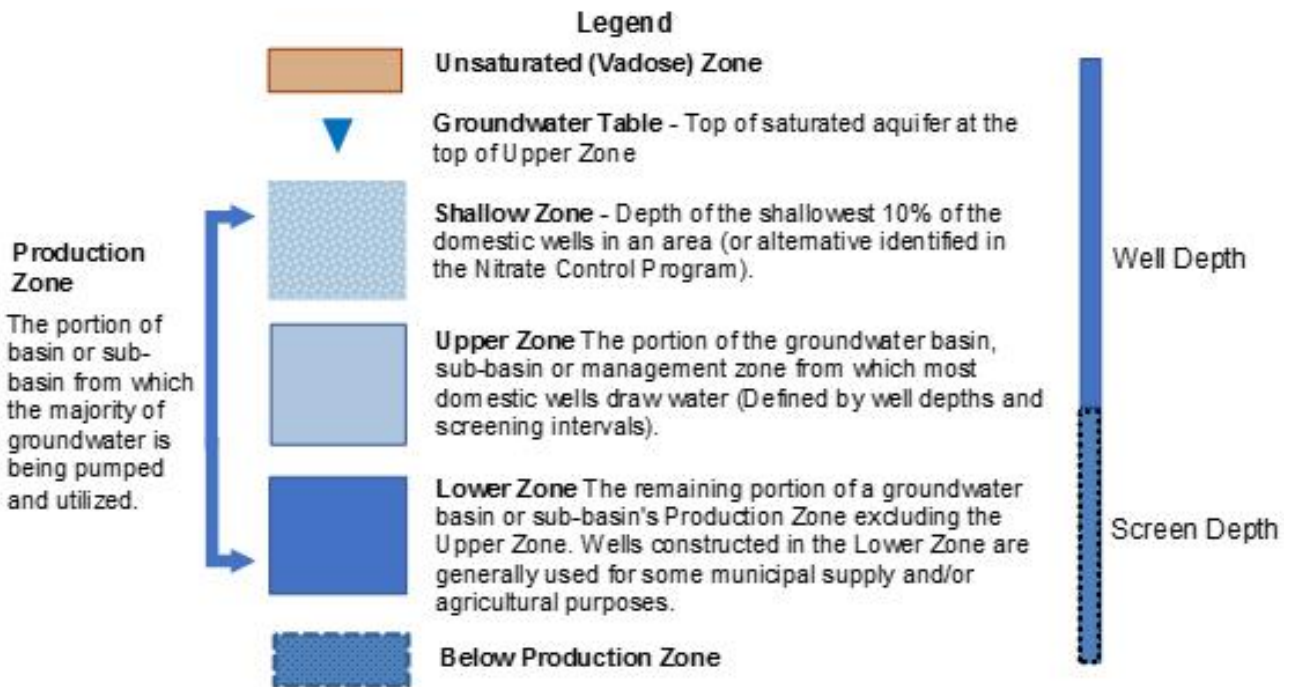 Legend
Unsaturated (Vadose) Zone
Groundwater Table - Top of saturated aquifer at the
top of Upper Zone
Production
Zone
The portion of
basin or sub-
basin from which
the majority of
groundwater is
being pumped
and utilized.
Shallow Zone - Depth of the shallowest 10% of the
domestic wells in an area (or alternative identified in
the Nitrate Control Program).
Upper Zone The portion of the groundwater basin,
sub-basin or management zone from which most
domestic wells draw water (Defined by well depths and
screening intervals).
Lower Zone The remaining portion of a groundwater
basin or sub-basin's Production Zone excluding the
Upper Zone. Wells constructed in the Lower Zone are
generally used for some municipal supply and/or
agricultural purposes.
Below Production Zone
Well Depth
Screen Depth